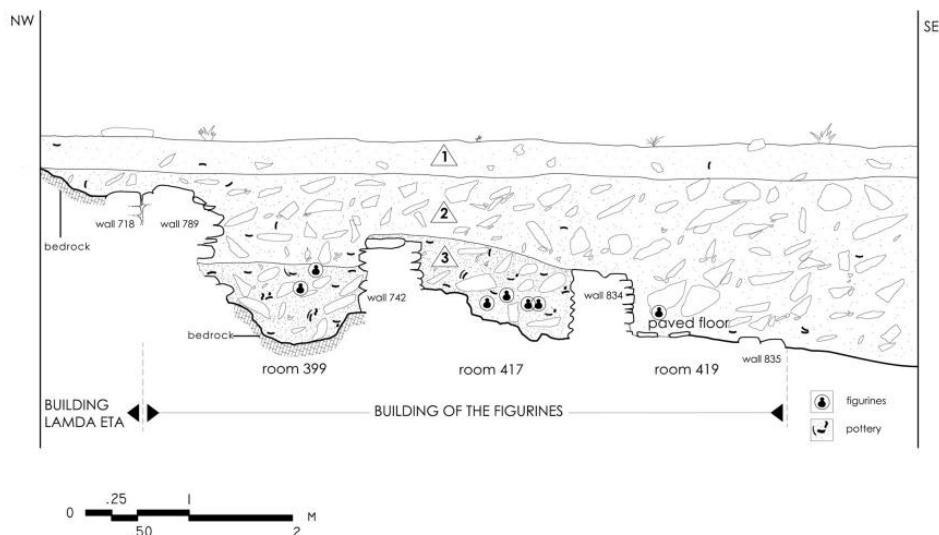 NW
SE
1
2
3
wall 718
wall 789
bedrock
wall 742
wall 834
paved floor
bedrock
wall 835
room 399
room 417
room 419
BUILDING
LAMDA ETA
BUILDING OF THE FIGURINES
figurines
pottery
.25
1
0
M
.50
2